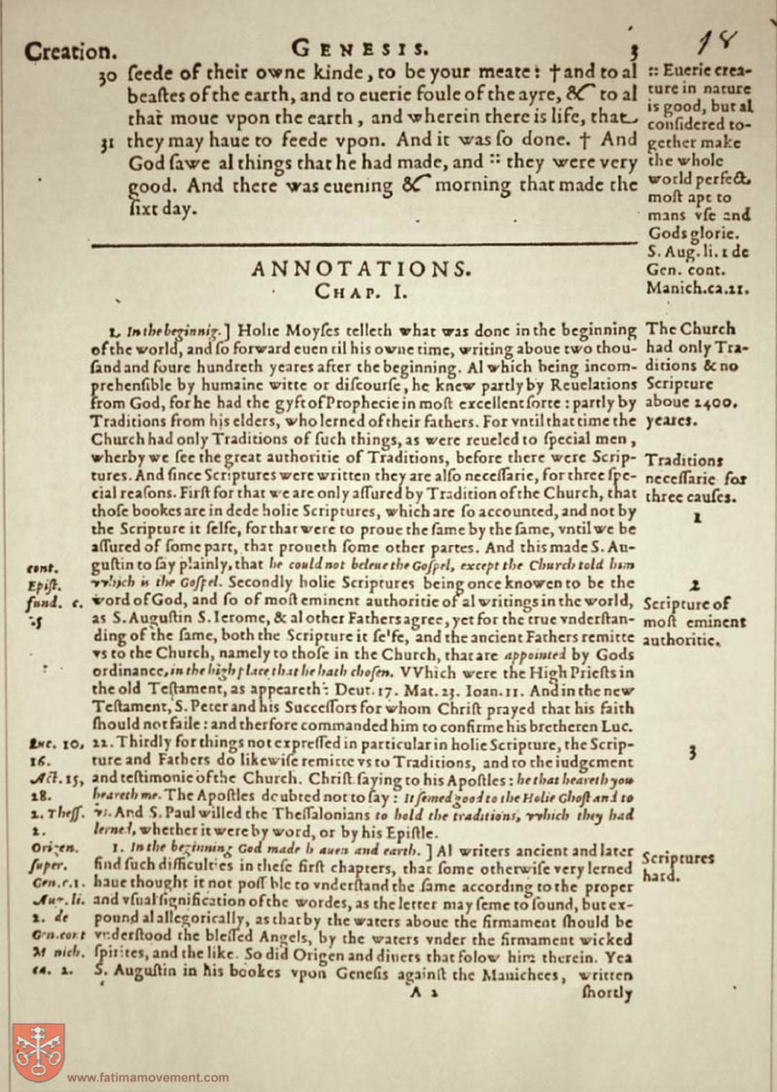 18
Creation. GENESIS. 3
30 ſeede of their owne kinde, to be your meate: † and to al
beaſtes of the earth, and to euerie foule of the ayre, & to al
that moue vpon the earth, and wherein there is life, that
31 they may haue to feede vpon. And it was ſo done. † And
God ſawe al things that he had made, and :: they were very
good. And there was euening & morning that made the
ſixt day.
:: Euerie crea-
ture in nature
is good, but al
conſidered to-
gether make
the whole
world perfect,
moſt apt to
mans vſe and
Gods glorie.
S. Aug. li. 1 de
Gen. cont.
Manich. ca. 21.
ANNOTATIONS.
CHAP. I.
1. In the beginnig.] Holie Moyſes telleth what was done in the beginning
of the world, and ſo forward euen til his owne time, writing aboue two thou-
ſand and foure hundreth yeares after the beginning. Al which being incom-
prehenſible by humaine witte or diſcourſe, he knew partly by Reuelations
from God, for he had the gyft of Prophecie in moſt excellent ſorte: partly by
Traditions from his elders, who lerned of their fathers. For vntil that time the
Church had only Traditions of ſuch things, as were reueled to ſpecial men,
wherby we ſee the great authoritie of Traditions, before there were Scrip-
tures. And ſince Scriptures were written they are alſo neceſſarie, for three ſpe-
cial reaſons. Firſt for that we are only aſſured by Tradition of the Church, that
thoſe bookes are in dede holie Scriptures, which are ſo accounted, and not by
the Scripture it ſelfe, for that were to proue the ſame by the ſame, vntil we be
aſſured of ſome part, that proueth ſome other partes. And this made S. Au-
guſtin to ſay plainly, that he could not beleue the Goſpel, except the Church told him
vvhich is the Goſpel. Secondly holie Scriptures being once knowen to be the
word of God, and ſo of moſt eminent authoritie of al writings in the world,
as S. Auguſtin S. Ierome, & al other Fathers agree, yet for the true vnderſtan-
ding of the ſame, both the Scripture it ſelfe, and the ancient Fathers remitte
vs to the Church, namely to thoſe in the Church, that are appointed by Gods
ordinance, in the high place that he hath choſen. VVhich were the High Prieſts in
the old Teſtament, as appeareth: Deut. 17. Mat. 23. Ioan. 11. And in the new
Teſtament, S. Peter and his Succeſſors for whom Chriſt prayed that his faith
ſhould not faile: and therfore commanded him to confirme his bretheren Luc.
22. Thirdly for things not expreſſed in particular in holie Scripture, the Scrip-
ture and Fathers do likewiſe remitte vs to Traditions, and to the iudgement
and teſtimonie of the Church. Chriſt ſaying to his Apoſtles: he that heareth you
heareth me. The Apoſtles doubted not to ſay: It ſemed good to the Holie Ghoſt and to
vs. And S. Paul willed the Theſſalonians to hold the traditions, vvhich they had
lerned, whether it were by word, or by his Epiſtle.
1. In the beginning God made heauen and earth.] Al writers ancient and later
find ſuch difficulties in theſe firſt chapters, that ſome otherwiſe very lerned
haue thought it not poſſible to vnderſtand the ſame according to the proper
and vſual ſignification of the wordes, as the letter may ſeme to ſound, but ex-
pound al allegorically, as that by the waters aboue the firmament ſhould be
vnderſtood the bleſſed Angels, by the waters vnder the firmament wicked
ſpirites, and the like. So did Origen and diuers that folow him therein. Yea
S. Auguſtin in his bookes vpon Geneſis againſt the Manichees, written
A 2 ſhortly
The Church
had only Tra-
ditions & no
Scripture
aboue 2400.
yeares.
Traditions
neceſſarie for
three cauſes.
1
2
Scripture of
moſt eminent
authoritie.
3
Scriptures
hard.
cont.
Epiſt.
fund. c.
5
Luc. 10,
16.
Act. 15,
28.
2. Theſſ.
2.
Origen.
ſuper.
Gen. c. 1.
Aug. li.
2. de
Gen. cont
Manich.
ca. 2.
www.fatimamovement.com